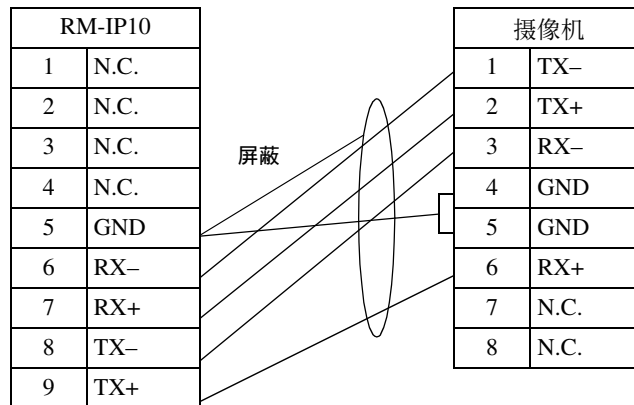 RM-IP10
1 N.C.
2 N.C.
3 N.C.
4 N.C.
5 GND
6 RX–
7 RX+
8 TX–
9 TX+
屏蔽
摄像机
1 TX–
2 TX+
3 RX–
4 GND
5 GND
6 RX+
7 N.C.
8 N.C.